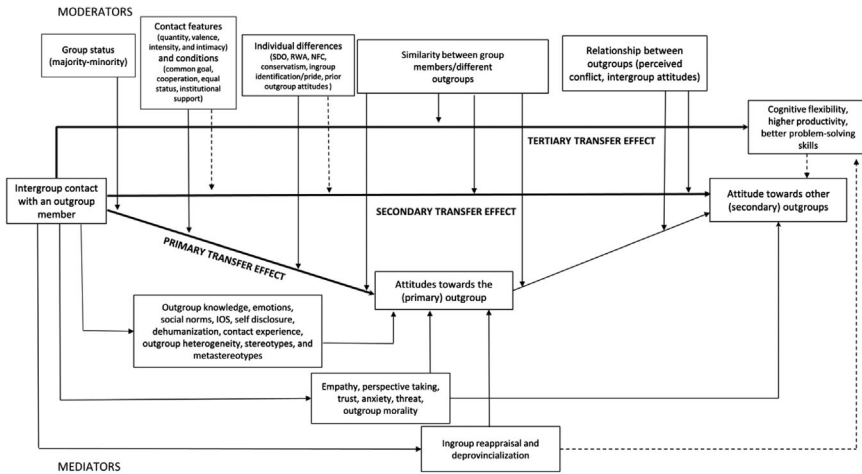 MODERATORS
Group status
(majority-minority)
Contact features
(quantity, valence,
intensity, and intimacy)
and conditions
(common goal,
cooperation, equal
status, institutional
support)
Individual differences
(SDO, RWA, NFC,
conservatism, ingroup
identification/pride, prior
outgroup attitudes )
Similarity between group
members/different
outgroups
Relationship between
outgroups (perceived
conflict, intergroup attitudes)
Cognitive flexibility,
higher productivity,
better problem-solving
skills
TERTIARY TRANSFER EFFECT
Intergroup contact
with an outgroup
member
SECONDARY TRANSFER EFFECT
Attitude towards other
(secondary) outgroups
PRIMARY TRANSFER EFFECT
Attitudes towards the
(primary) outgroup
Outgroup knowledge, emotions,
social norms, IOS, self disclosure,
dehumanization, contact experience,
outgroup heterogeneity, stereotypes, and
metastereotypes
Empathy, perspective taking,
trust, anxiety, threat,
outgroup morality
Ingroup reappraisal and
deprovincialization
MEDIATORS